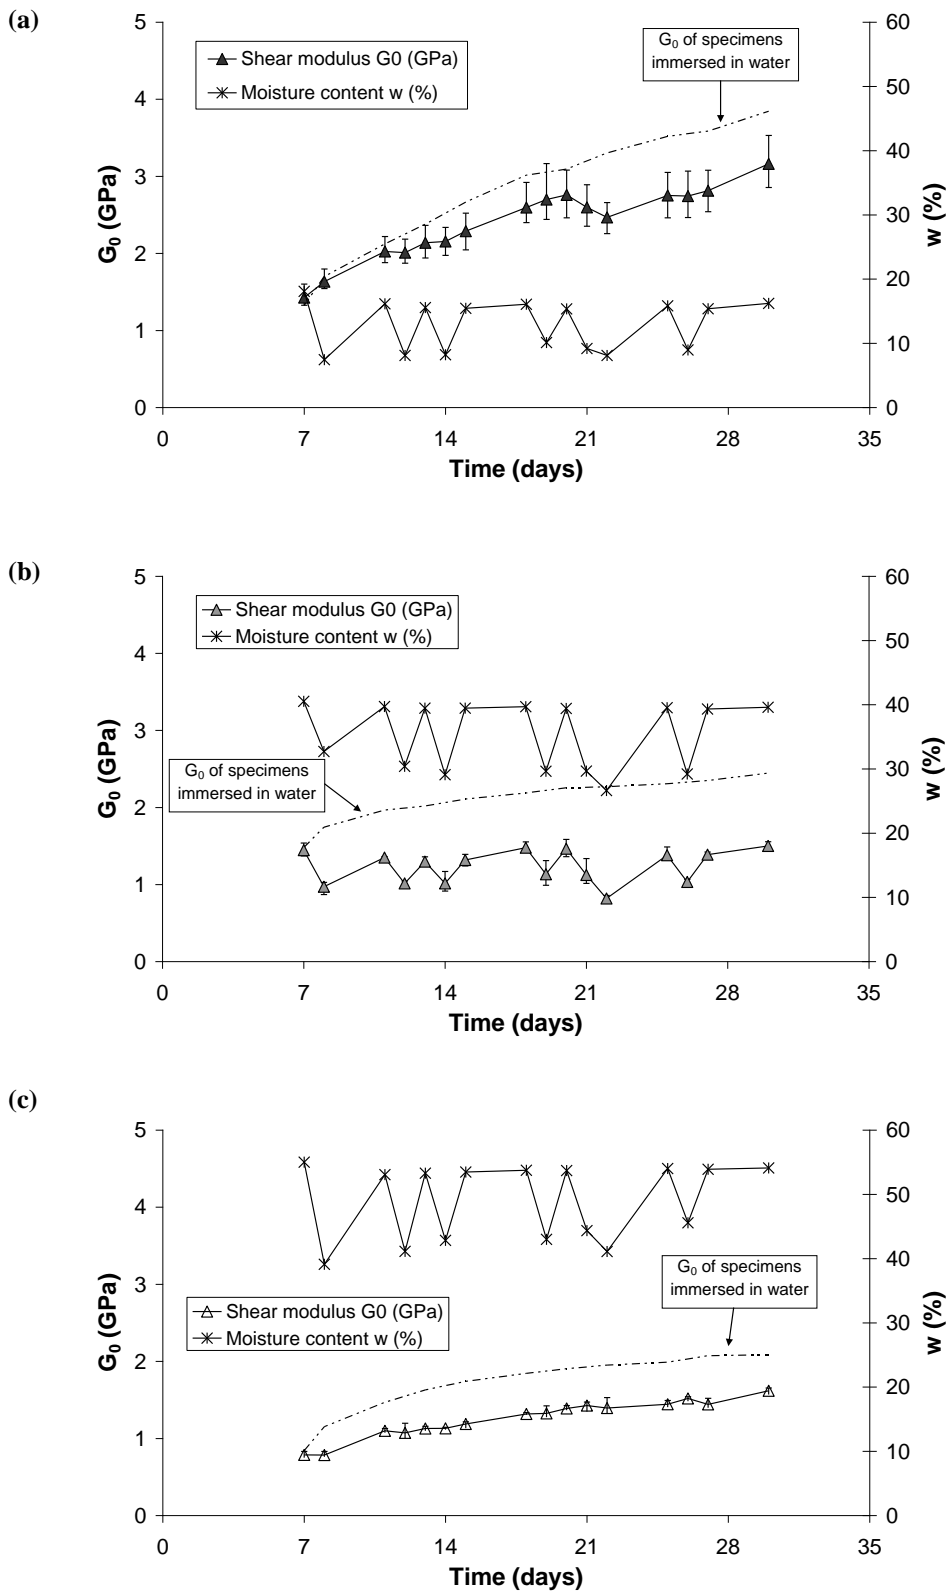 (a)
5
4
3
2
1
0
G0 (GPa)
60
50
40
30
20
10
0
w (%)
Shear modulus G0 (GPa)
Moisture content w (%)
G0 of specimens
immersed in water
0 7 14 21 28 35
Time (days)
(b)
5
4
3
2
1
0
G0 (GPa)
60
50
40
30
20
10
0
w (%)
Shear modulus G0 (GPa)
Moisture content w (%)
G0 of specimens
immersed in water
0 7 14 21 28 35
Time (days)
(c)
5
4
3
2
1
0
G0 (GPa)
60
50
40
30
20
10
0
w (%)
G0 of specimens
immersed in water
Shear modulus G0 (GPa)
Moisture content w (%)
0 7 14 21 28 35
Time (days)